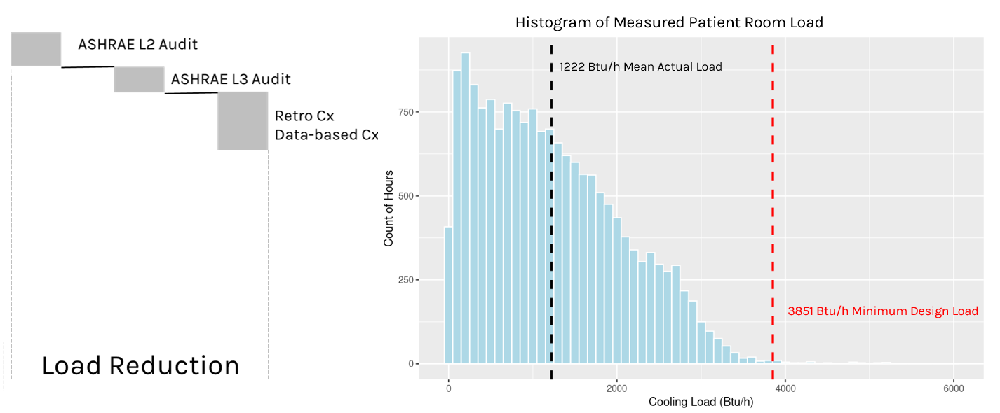 ASHRAE L2 Audit
ASHRAE L3 Audit
Retro Cx
Data-based Cx
Load Reduction
Histogram of Measured Patient Room Load
1222 Btu/h Mean Actual Load
3851 Btu/h Minimum Design Load
Count of Hours
750
500
250
0
0 2000 4000 6000
Cooling Load (Btu/h)